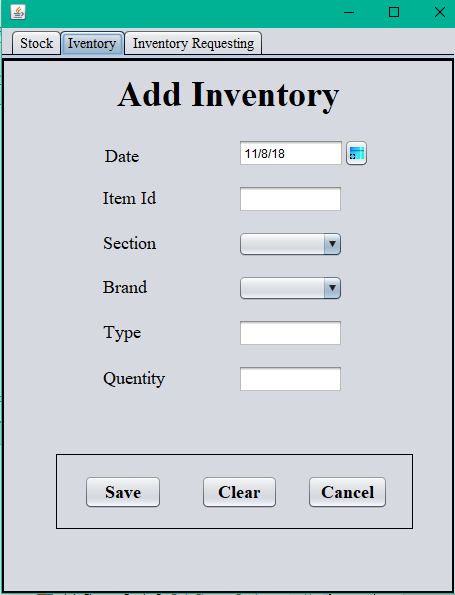 Stock Iventory Inventory Requesting
Add Inventory
Date 11/8/18
Item Id
Section
Brand
Type
Quentity
Save Clear Cancel